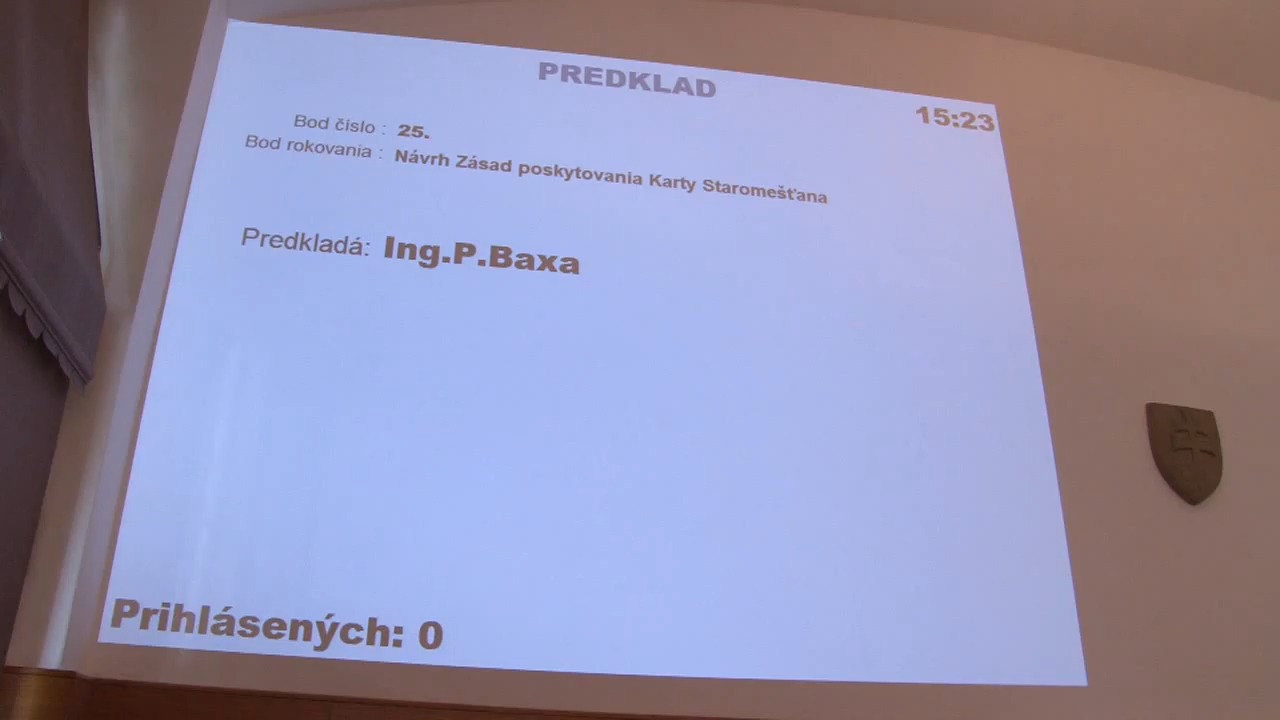 PREDKLAD
15:23
Bod číslo : 25.
Bod rokovania : Návrh Zásad poskytovania Karty Staromešťana
Predkladá: Ing.P.Baxa
Prihlásených: 0